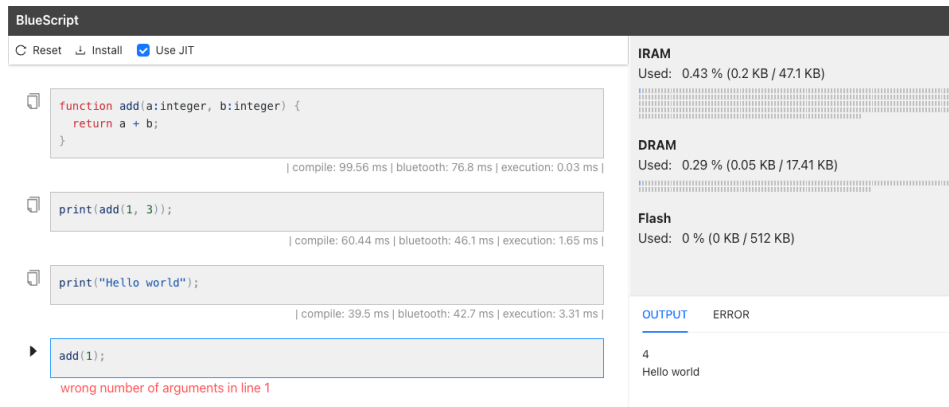 BlueScript
Reset Install Use JIT
function add(a:integer, b:integer) {
return a + b;
}
| compile: 99.56 ms | bluetooth: 76.8 ms | execution: 0.03 ms |
print(add(1, 3));
| compile: 60.44 ms | bluetooth: 46.1 ms | execution: 1.65 ms |
print("Hello world");
| compile: 39.5 ms | bluetooth: 42.7 ms | execution: 3.31 ms |
add(1);
wrong number of arguments in line 1
IRAM
Used: 0.43 % (0.2 KB / 47.1 KB)
DRAM
Used: 0.29 % (0.05 KB / 17.41 KB)
Flash
Used: 0 % (0 KB / 512 KB)
OUTPUT ERROR
4
Hello world